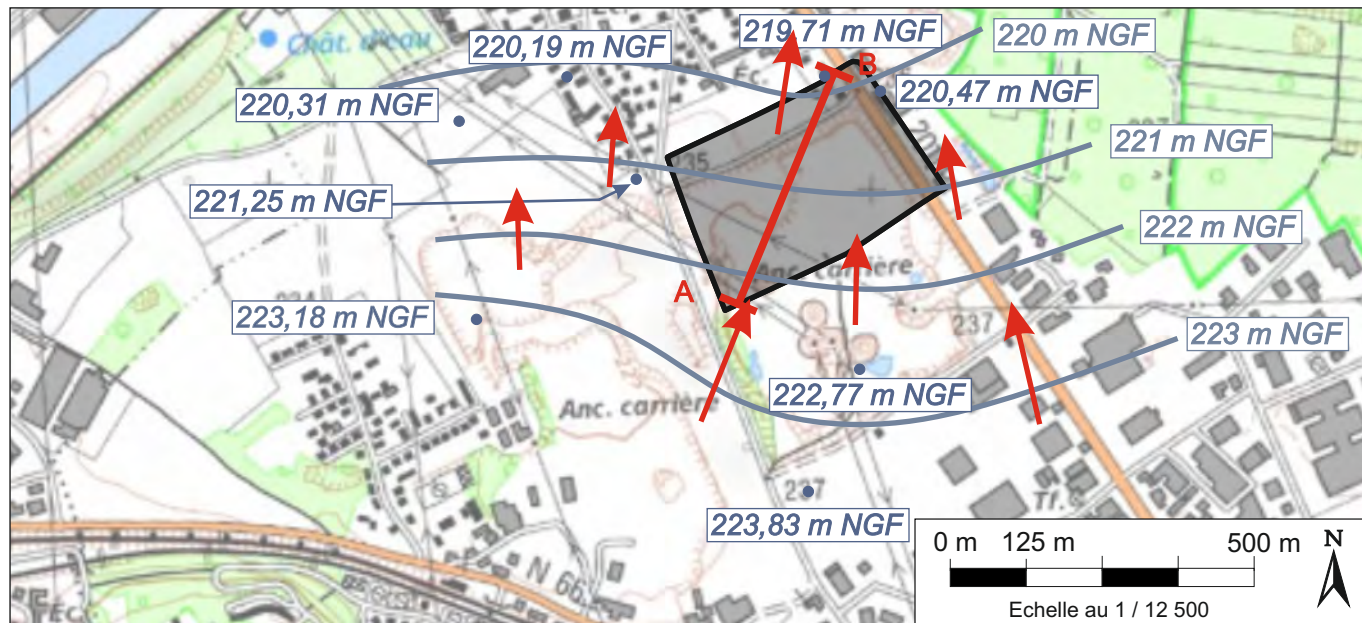 Chât. d'eau
220,19 m NGF
219,71 m NGF
220 m NGF
B
220,31 m NGF
220,47 m NGF
235
221 m NGF
221,25 m NGF
222 m NGF
Anc. carrière
A
223,18 m NGF
237
223 m NGF
222,77 m NGF
Anc. carrière
237
223,83 m NGF
N 66
0 m 125 m 500 m
N
Echelle au 1 / 12 500